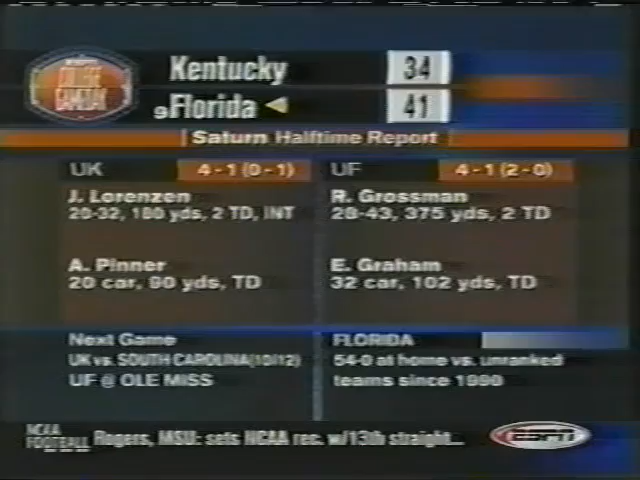 COLLEGE
GAMEDAY
Kentucky 34
9 Florida 41
Saturn Halftime Report
UK 4-1 (0-1) UF 4-1 (2-0)
J. Lorenzen R. Grossman
20-32, 180 yds, 2 TD, INT 28-43, 375 yds, 2 TD
A. Pinner E. Graham
20 car, 90 yds, TD 32 car, 102 yds, TD
Next Game FLORIDA
UK vs. SOUTH CAROLINA(10/12) 54-0 at home vs. unranked
UF @ OLE MISS teams since 1990
NCAA
FOOTBALL Rogers, MSU: sets NCAA rec. w/13th straight...
ESPN